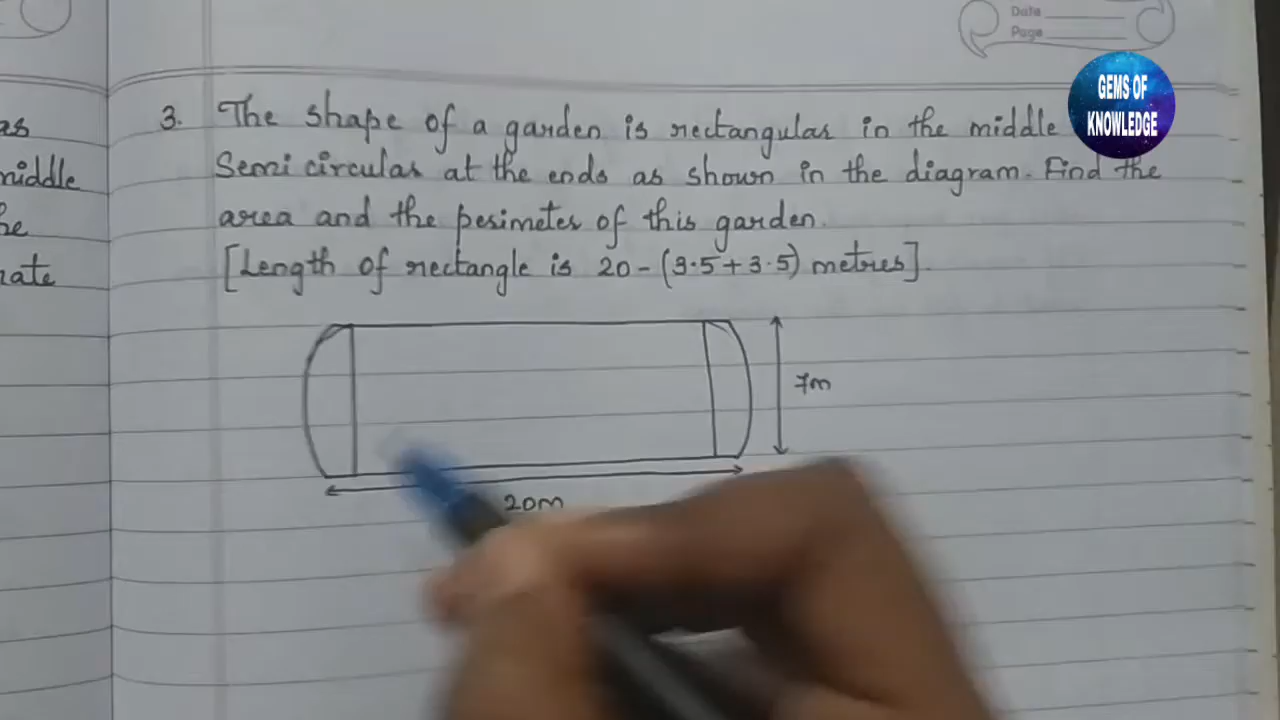 Date
Page
GEMS OF
KNOWLEDGE
as
middle
he
rate
3. The shape of a garden is rectangular in the middle
Semi circular at the ends as shown in the diagram. Find the
area and the perimeter of this garden.
[Length of rectangle is 20-(3.5+3.5) metres].
7m
20m